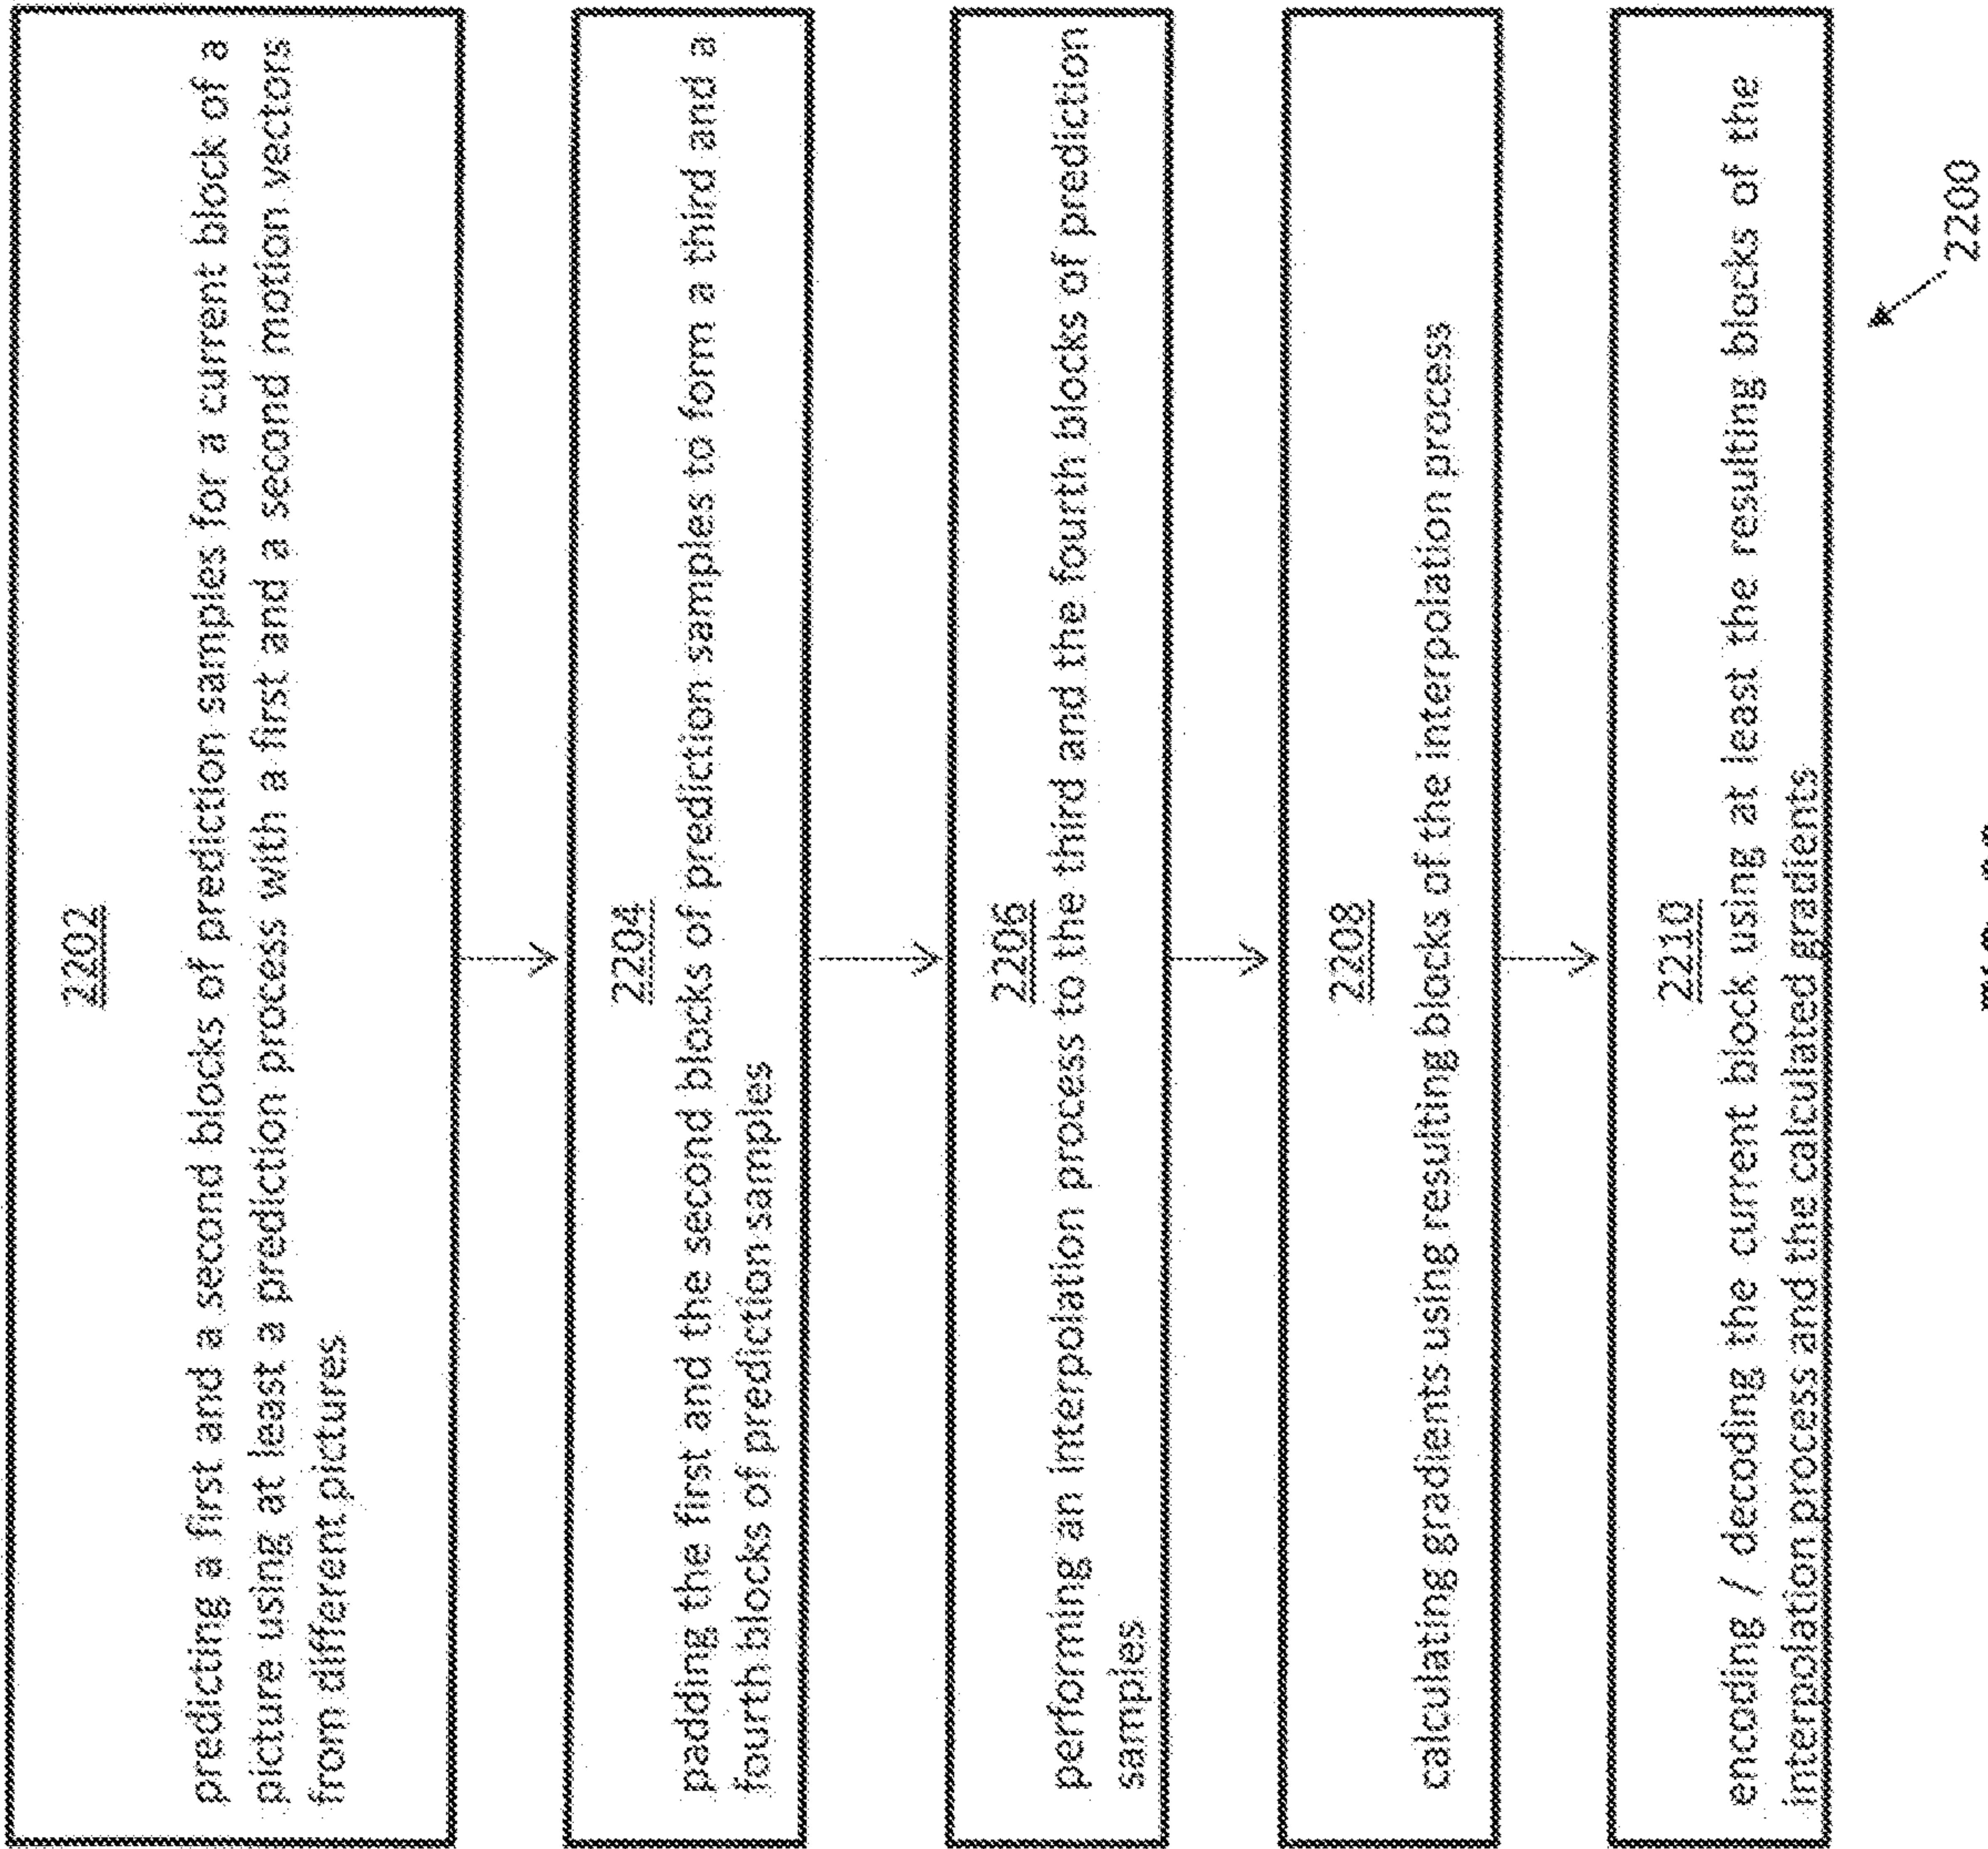 2202
predicting a first and a second blocks of prediction samples for a current block of a
picture using at least a prediction process with a first and a second motion vectors
from different pictures
2204
padding the first and the second blocks of prediction samples to form a third and a
fourth blocks of prediction samples
2206
performing an interpolation process to the third and the fourth blocks of prediction
samples
2208
calculating gradients using resulting blocks of the interpolation process
2210
encoding / decoding the current block using at least the resulting blocks of the
interpolation process and the calculated gradients
2200